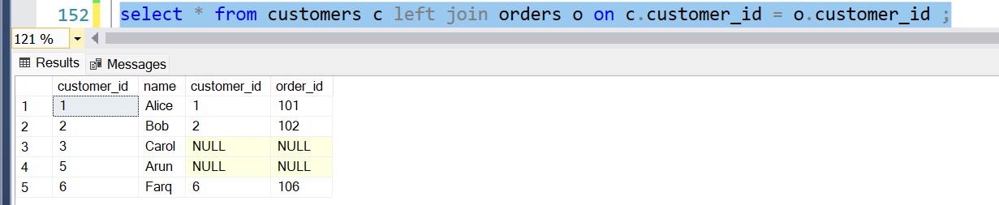 152 select * from customers c left join orders o on c.customer_id = o.customer_id ;
121 %
Results Messages
customer_id name customer_id order_id
1 1 Alice 1 101
2 2 Bob 2 102
3 3 Carol NULL NULL
4 5 Arun NULL NULL
5 6 Farq 6 106